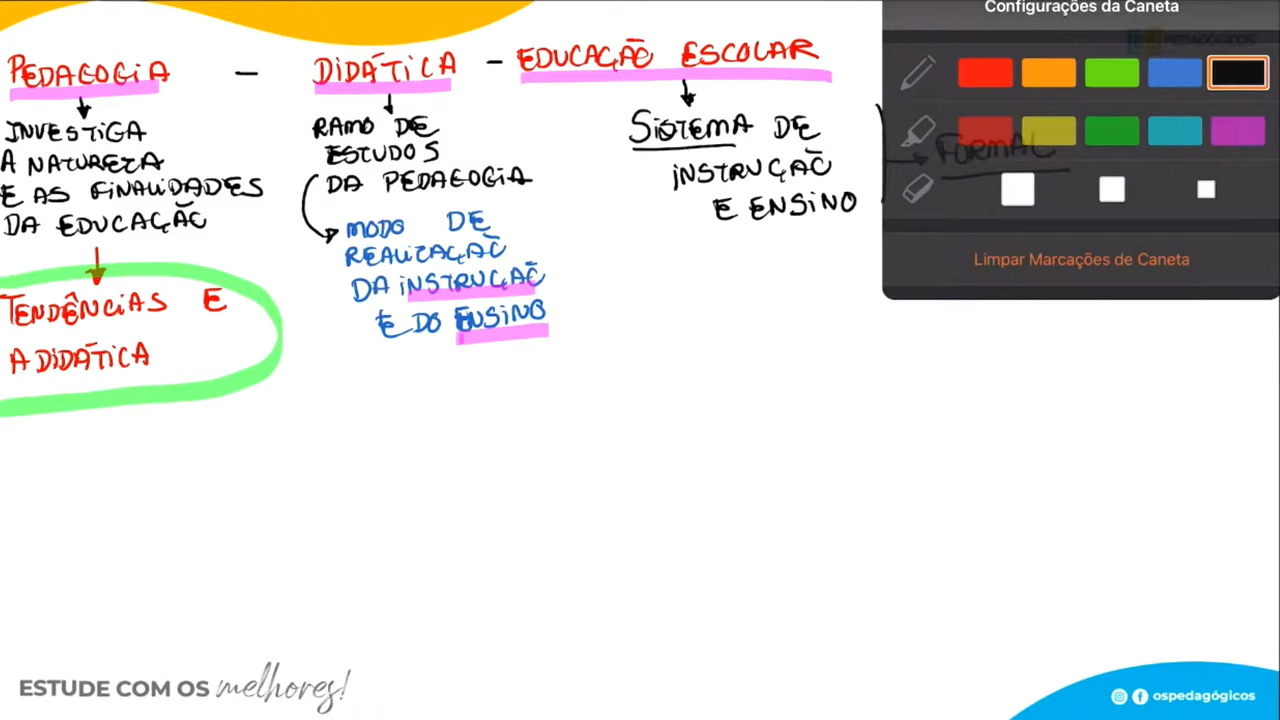 Configurações da Caneta
PEDAGÓGICOS
PEDAGOGIA - DIDÁTICA - EDUCAÇÃO ESCOLAR
INVESTIGA
A NATUREZA
E AS FINALIDADES
DA EDUCAÇÃO
TENDÊNCIAS E
A DIDÁTICA
RAMO DE
ESTUDOS
DA PEDAGOGIA
MODO DE
REALIZAÇÃO
DA INSTRUÇÃO
E DO ENSINO
SISTEMA DE
INSTRUÇÃO
E ENSINO
FORMAL
Limpar Marcações de Caneta
ESTUDE COM OS melhores!
ospedagógicos